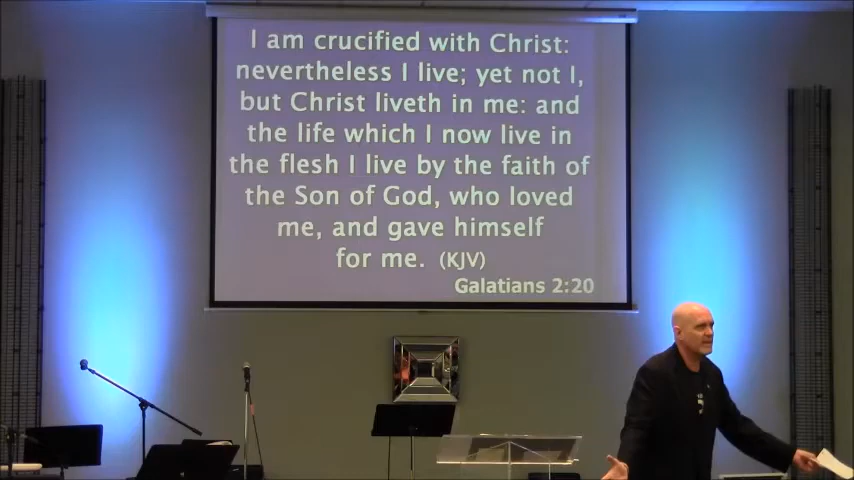 I am crucified with Christ:
nevertheless I live; yet not I,
but Christ liveth in me: and
the life which I now live in
the flesh I live by the faith of
the Son of God, who loved
me, and gave himself
for me. (KJV)
Galatians 2:20